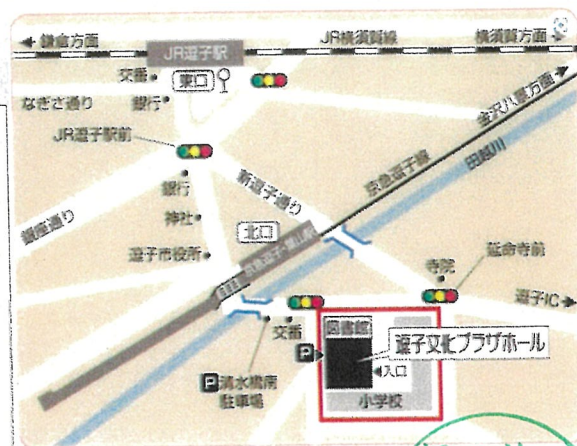 鎌倉方面
JR逗子駅
JR横須賀線
横須賀方面
交番
東口
なぎさ通り
銀行
金沢八景方面
JR逗子駅前
京急逗子線
田越川
銀行
新逗子通り
銀座通り
神社
北口
逗子市役所
京急逗子・葉山駅
延命寺前
寺院
逗子IC
図書館
交番
P
逗子文化プラザホール
入口
P 清水橋南
駐車場
小学校